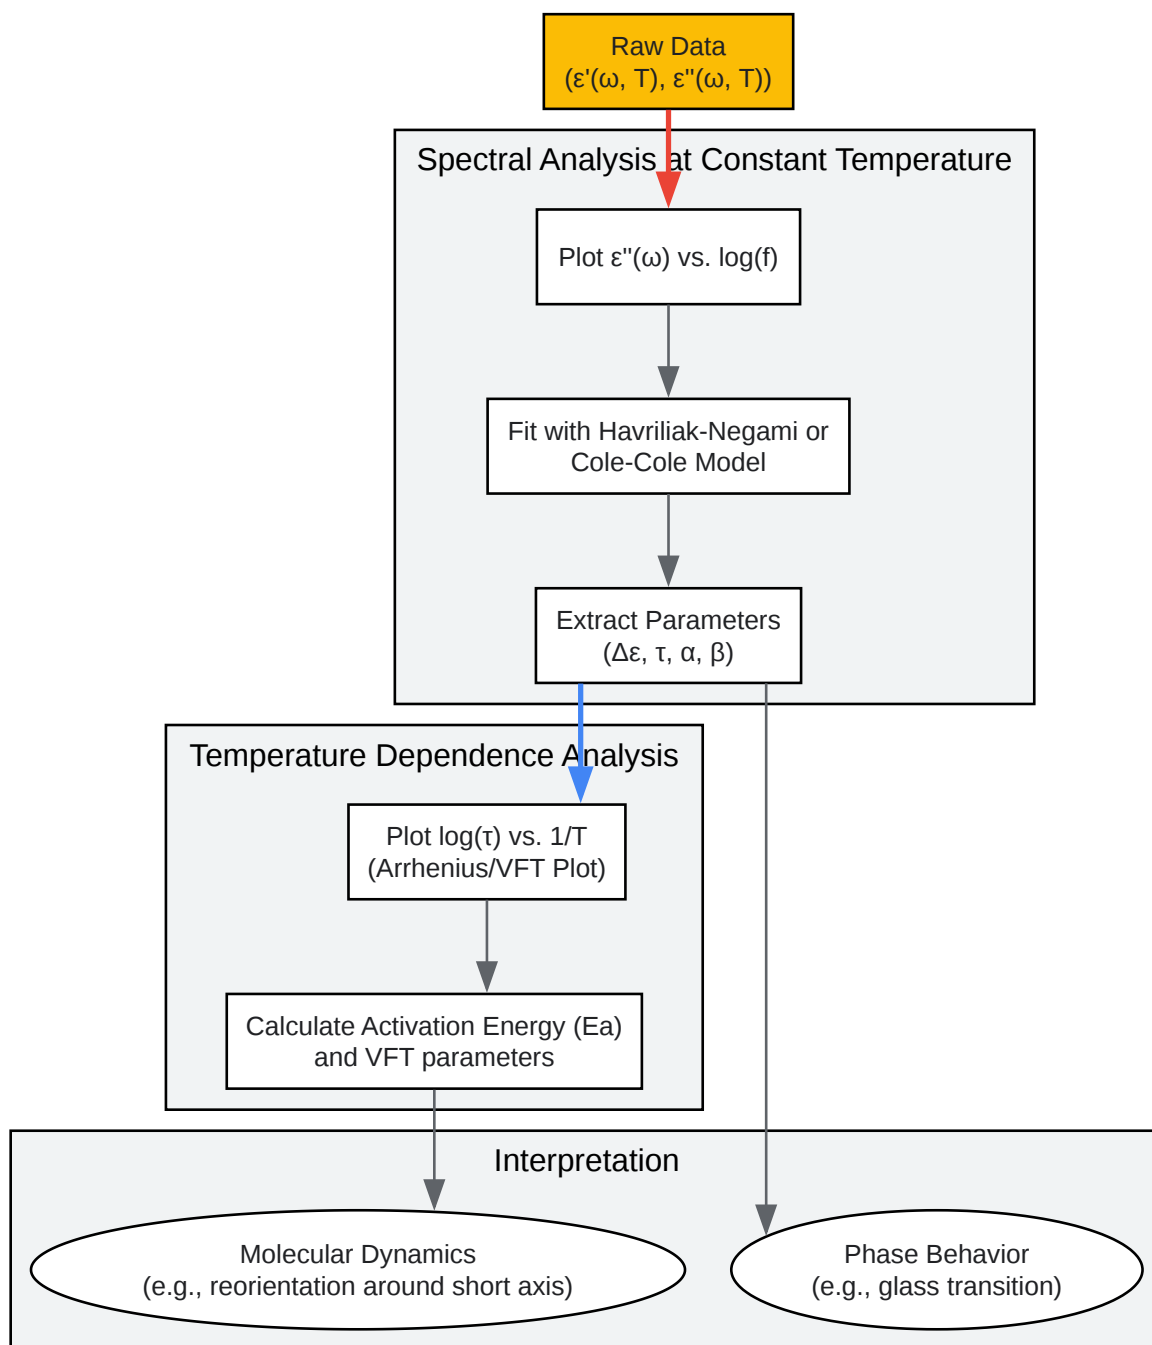 Raw Data
(ε'(ω, T), ε''(ω, T))
Spectral Analysis at Constant Temperature
Plot ε''(ω) vs. log(f)
Fit with Havriliak-Negami or
Cole-Cole Model
Extract Parameters
(Δε, τ, α, β)
Temperature Dependence Analysis
Plot log(τ) vs. 1/T
(Arrhenius/VFT Plot)
Calculate Activation Energy (Ea)
and VFT parameters
Interpretation
Molecular Dynamics
(e.g., reorientation around short axis)
Phase Behavior
(e.g., glass transition)